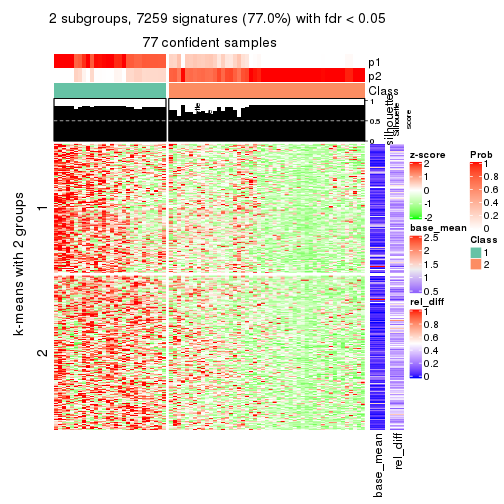 2 subgroups, 7259 signatures (77.0%) with fdr < 0.05
77 confident samples
p1
p2
Class
1
0.5
0
silhouette
Silhouette
score
k-means with 2 groups
1
2
base_mean
rel_diff
z-score
2
1
0
-1
-2
base_mean
2.5
2
1.5
1
0.5
rel_diff
1
0.8
0.6
0.4
0.2
0
Prob
1
0.8
0.6
0.4
0.2
0
Class
1
2